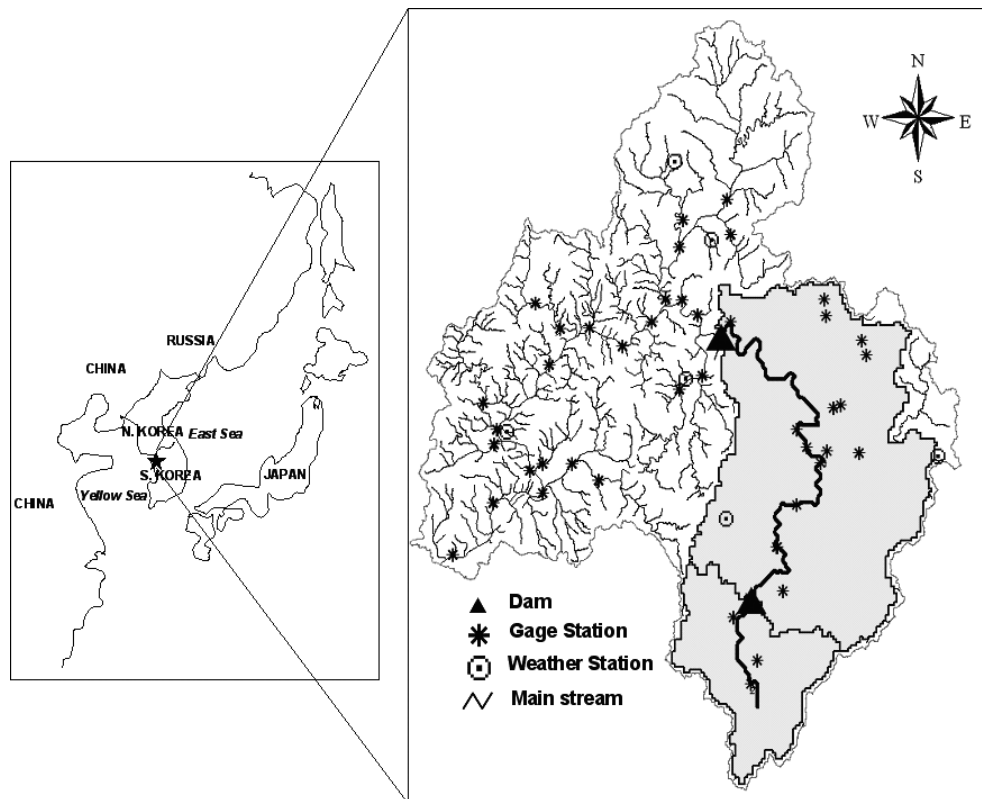 RUSSIA
CHINA
N. KOREA
East Sea
S. KOREA
JAPAN
Yellow Sea
CHINA
N
W
E
S
Dam
Gage Station
Weather Station
Main stream